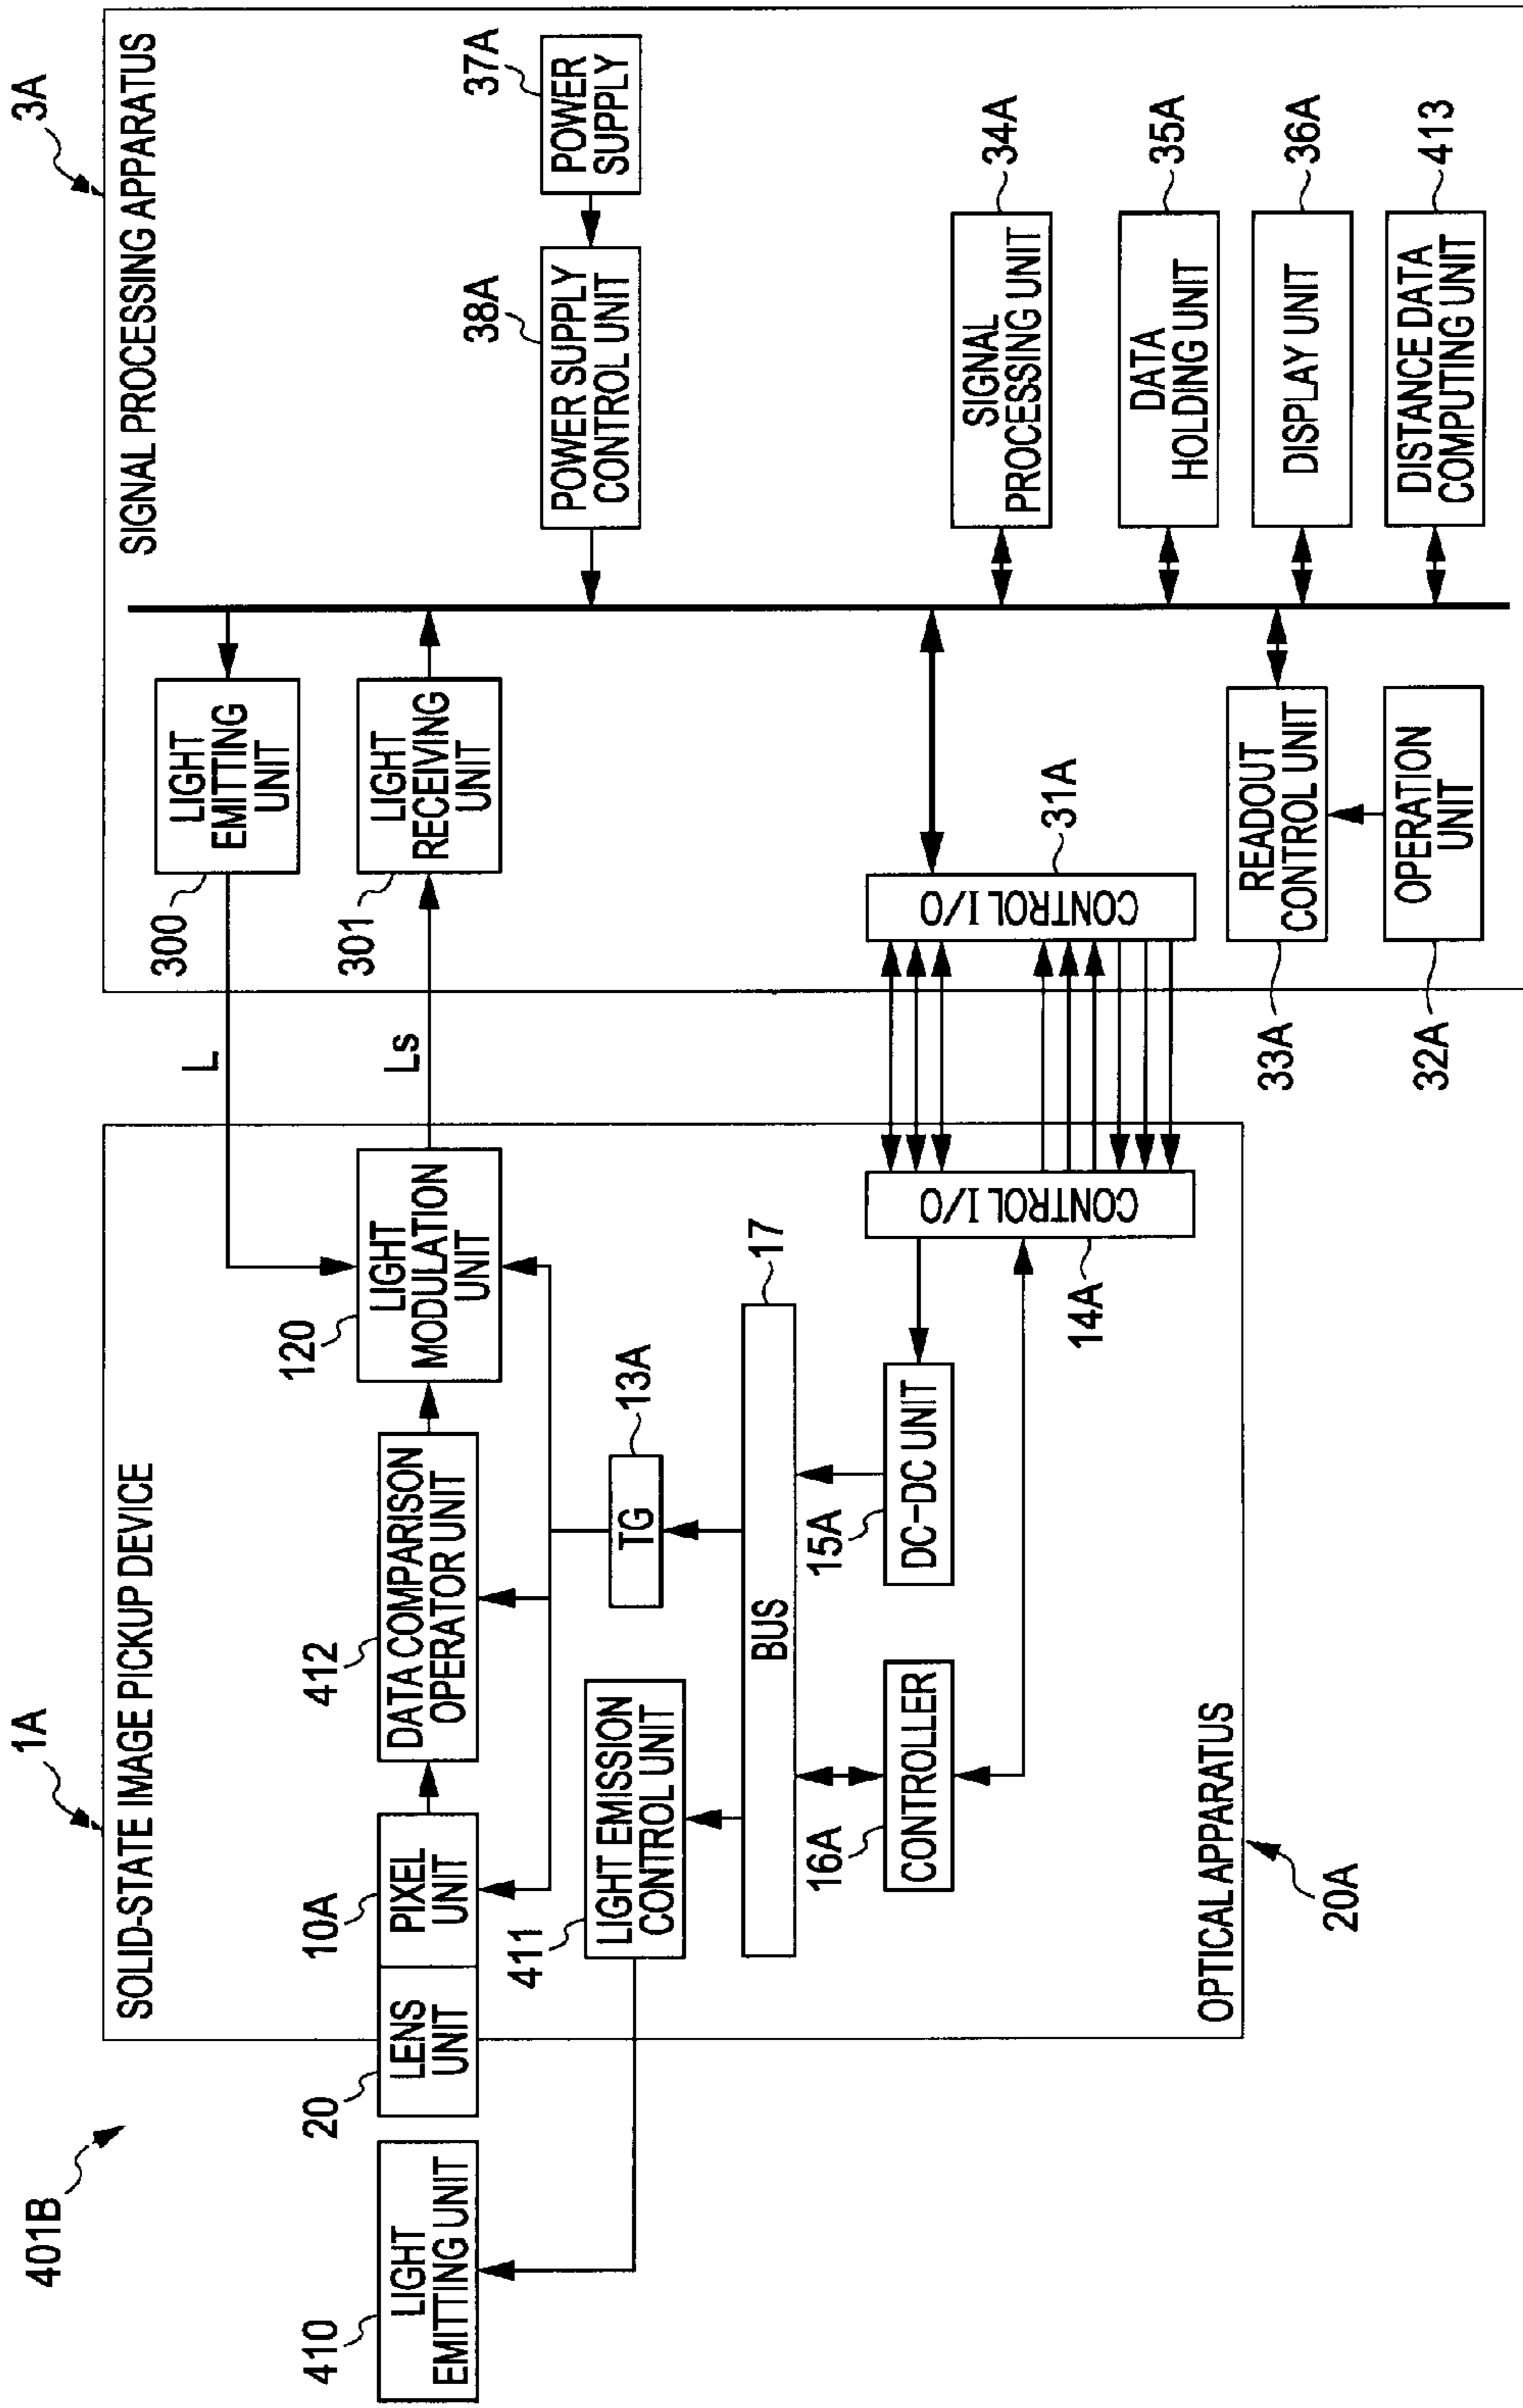 401B
1A
3A
SOLID-STATE IMAGE PICKUP DEVICE
SIGNAL PROCESSING APPARATUS
410
LIGHT
EMITTING UNIT
20
LENS
UNIT
10A
PIXEL
UNIT
412
DATA COMPARISON
OPERATOR UNIT
120
LIGHT
MODULATION
UNIT
L
Ls
300
LIGHT
EMITTING
UNIT
301
LIGHT
RECEIVING
UNIT
37A
POWER
SUPPLY
38A
POWER SUPPLY
CONTROL UNIT
411
LIGHT EMISSION
CONTROL UNIT
13A
TG
17
BUS
16A
CONTROLLER
15A
DC-DC UNIT
14A
CONTROL I/O
31A
CONTROL I/O
34A
SIGNAL
PROCESSING UNIT
35A
DATA
HOLDING UNIT
36A
DISPLAY UNIT
413
DISTANCE DATA
COMPUTING UNIT
33A
READOUT
CONTROL UNIT
32A
OPERATION
UNIT
OPTICAL APPARATUS
20A